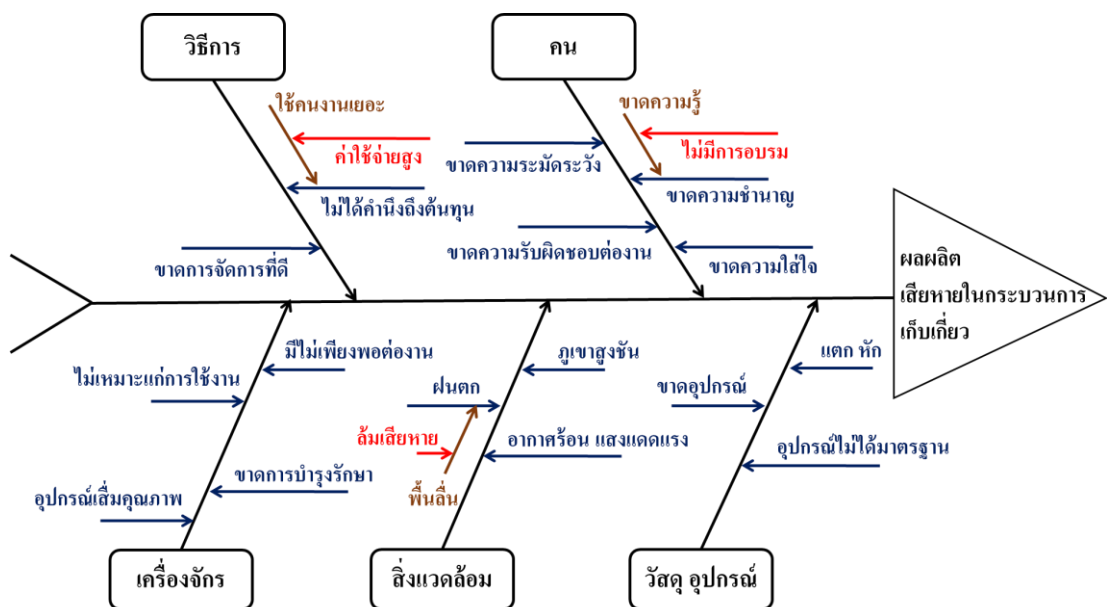 วิธีการ
คน
ใช้คนงานเยอะ
ค่าใช้จ่ายสูง
ไม่ได้คำนึงถึงต้นทุน
ขาดการจัดการที่ดี
ขาดความรู้
ไม่มีการอบรม
ขาดความระมัดระวัง
ขาดความชำนาญ
ขาดความรับผิดชอบต่องาน
ขาดความใส่ใจ
ผลผลิต
เสียหายในกระบวนการ
เก็บเกี่ยว
มีไม่เพียงพอต่องาน
ไม่เหมาะแก่การใช้งาน
ขาดการบำรุงรักษา
อุปกรณ์เสื่มคุณภาพ
ภูเขาสูงชัน
ฝนตก
ล้มเสียหาย
อากาศร้อน แสงแดดแรง
พื้นลื่น
แตก หัก
ขาดอุปกรณ์
อุปกรณ์ไม่ได้มาตรฐาน
เครื่องจักร
สิ่งแวดล้อม
วัสดุ อุปกรณ์